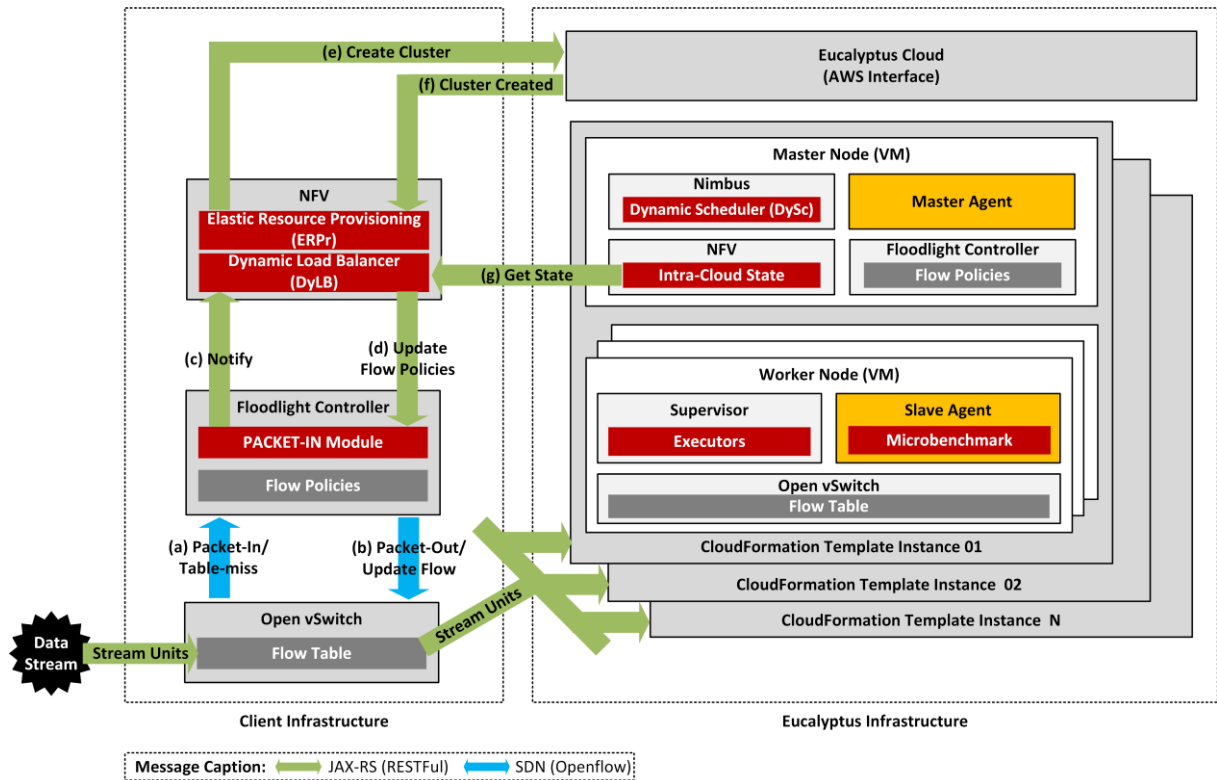 (e) Create Cluster
Eucalyptus Cloud
(AWS Interface)
(f) Cluster Created
NFV
Elastic Resource Provisioning
(ERPr)
Dynamic Load Balancer
(DyLB)
(g) Get State
(c) Notify
(d) Update
Flow Policies
Floodlight Controller
PACKET-IN Module
Flow Policies
(a) Packet-In/
Table-miss
(b) Packet-Out/
Update Flow
Open vSwitch
Flow Table
Data
Stream
Stream Units
Stream Units
Client Infrastructure
Master Node (VM)
Nimbus
Dynamic Scheduler (DySc)
Master Agent
NFV
Intra-Cloud State
Floodlight Controller
Flow Policies
Worker Node (VM)
Supervisor
Executors
Slave Agent
Microbenchmark
Open vSwitch
Flow Table
CloudFormation Template Instance 01
CloudFormation Template Instance 02
CloudFormation Template Instance N
Eucalyptus Infrastructure
Message Caption: JAX-RS (RESTFul) SDN (Openflow)